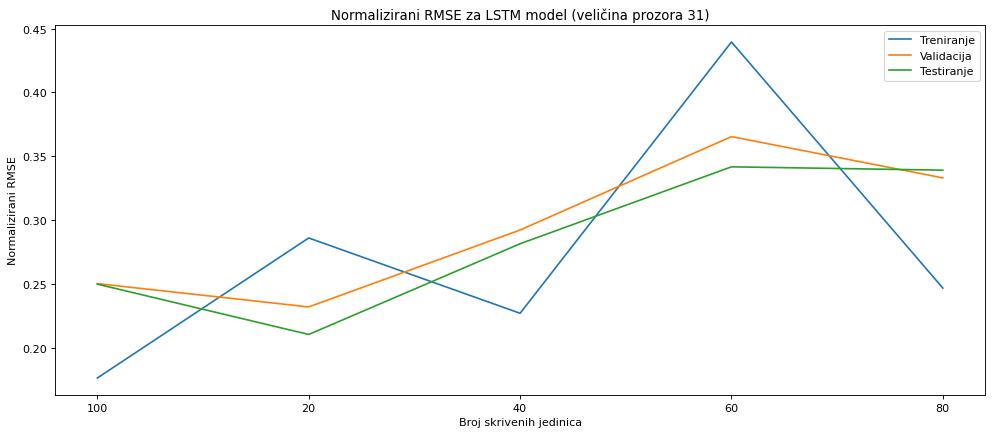 Normalizirani RMSE za LSTM model (veličina prozora 31)
0.45
0.40
0.35
0.30
0.25
0.20
Normalizirani RMSE
Treniranje
Validacija
Testiranje
100 20 40 60 80
Broj skrivenih jedinica